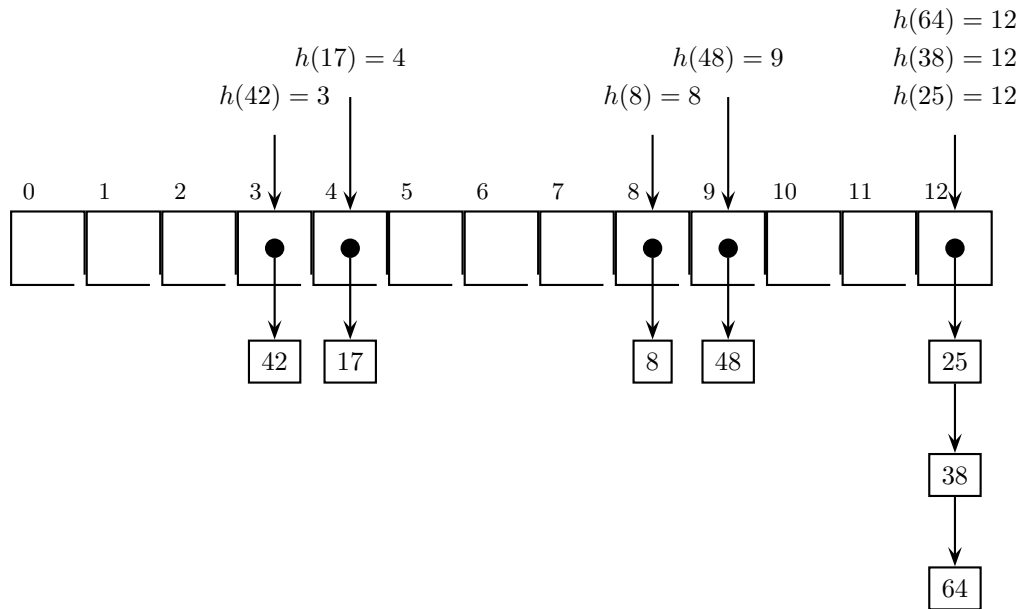 h(64) = 12
h(17) = 4 h(48) = 9 h(38) = 12
h(42) = 3 h(8) = 8 h(25) = 12
0 1 2 3 4 5 6 7 8 9 10 11 12
42 17 8 48 25
38
64